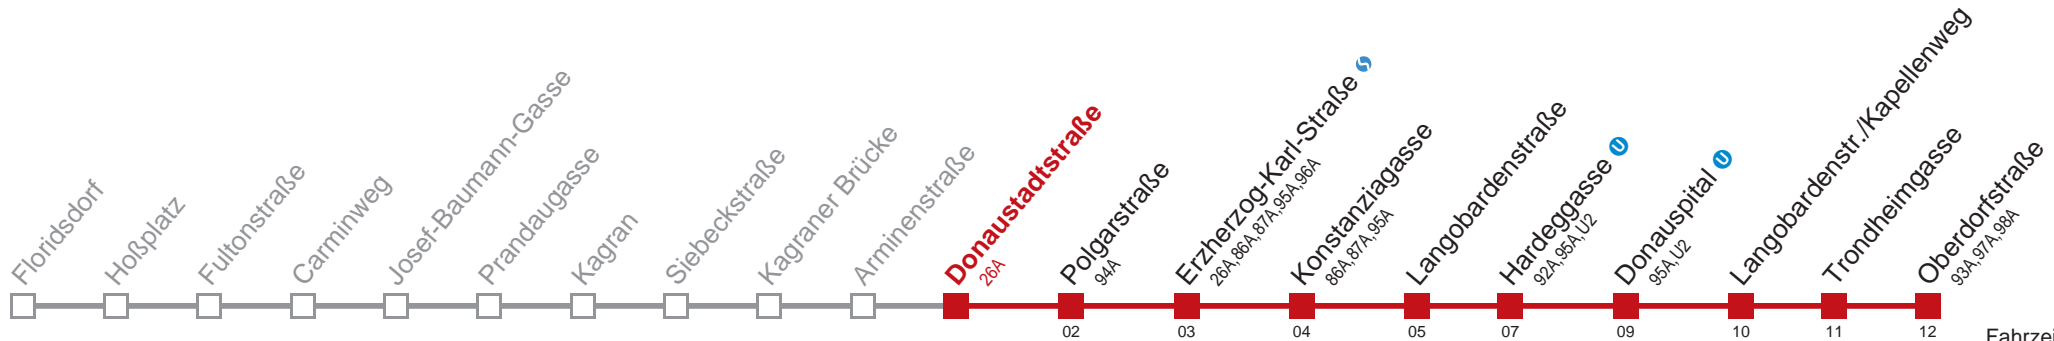 Floridsdorf
Hoßplatz
Fultonstraße
Carminweg
Josef-Baumann-Gasse
Prandaugasse
Kagran
Siebeckstraße
Kagraner Brücke
Arminenstraße
Donaustadtstraße
26A
Polgarstraße
94A
Erzherzog-Karl-Straße S
26A,86A,87A,95A,96A
Konstanziagasse
86A,87A,95A
Langobardenstraße
Hardeggasse U
92A,95A,U2
Donauspital U
95A,U2
Langobardenstr./Kapellenweg
Trondheimgasse
Oberdorfstraße
93A,97A,98A
02 03 04 05 07 09 10 11 12
Fahrzei